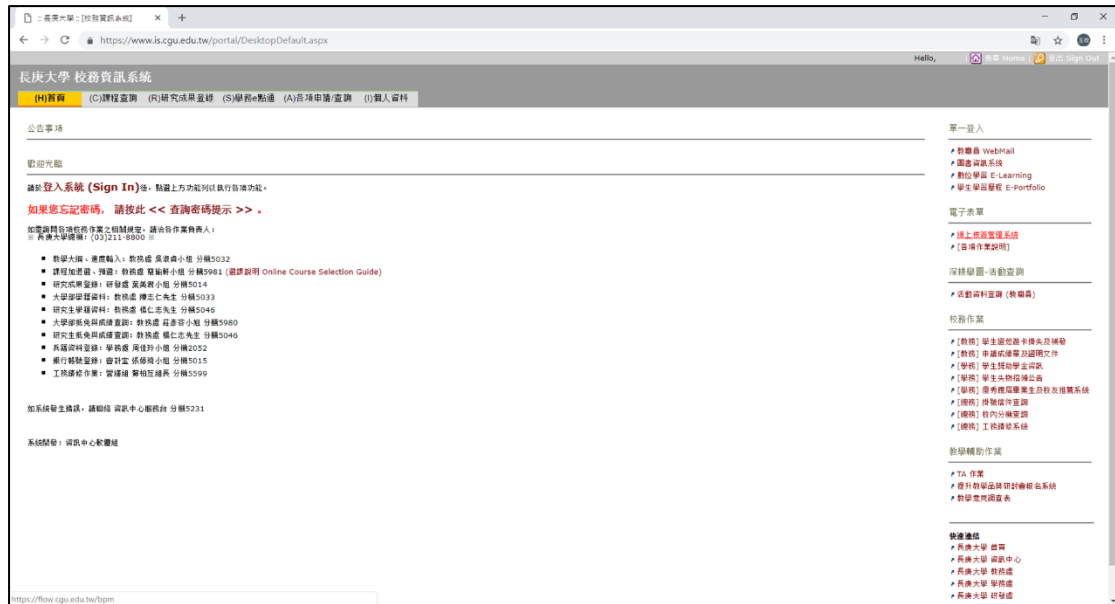 ::長庚大學::[校務資訊系統]
https://www.is.cgu.edu.tw/portal/DesktopDefault.aspx
Hello,
首頁 Home | 登出 Sign Out
長庚大學 校務資訊系統
(H)首頁 (C)課程查詢 (R)研究成果登錄 (S)學務e點通 (A)各項申請/查詢 (I)個人資料
公告事項
歡迎光臨
請於登入系統 (Sign In)後，點選上方功能列以執行各項功能。
如果您忘記密碼， 請按此 << 查詢密碼提示 >> 。
如需詢問各項校務作業之相關規定，請洽各作業負責人：
※ 長庚大學總機: (03)211-8800 ※
教學大綱、進度輸入: 教務處 吳淑貞小姐 分機5032
課程加退選、預選: 教務處 簡瑜軒小姐 分機5981 (選課說明 Online Course Selection Guide)
研究成果登錄: 研發處 葉美君小姐 分機5014
大學部學籍資料: 教務處 陳志仁先生 分機5033
研究生學籍資料: 教務處 楊仁志先生 分機5046
大學部抵免與成績查詢: 教務處 莊彥容小姐 分機5980
研究生抵免與成績查詢: 教務處 楊仁志先生 分機5046
兵籍資料登錄: 學務處 周佳玲小姐 分機2052
銀行帳號登錄: 會計室 張修琦小姐 分機5015
工務請修作業: 營繕組 鄭柏互組長 分機5599
如系統發生錯誤，請聯絡 資訊中心服務台 分機5231
系統開發：資訊中心軟體組
單一登入
教職員 WebMail
圖書資訊系統
數位學習 E-Learning
學生學習歷程 E-Portfolio
電子表單
線上核簽管理系統
[各項作業說明]
深耕學園-活動查詢
活動資料查詢 (教職員)
校務作業
[教務] 學生證悠遊卡掛失及補發
[教務] 申請成績單及證明文件
[學務] 學生獎助學金資訊
[學務] 學生失物招領公告
[學務] 優秀應屆畢業生及校友推薦系統
[總務] 掛號信件查詢
[總務] 校內分機查詢
[總務] 工務請修系統
教學輔助作業
TA 作業
提升教學品質研討會報名系統
教學意見調查表
快速連結
長庚大學 首頁
長庚大學 資訊中心
長庚大學 教務處
長庚大學 學務處
長庚大學 研發處
https://flow.cgu.edu.tw/bpm